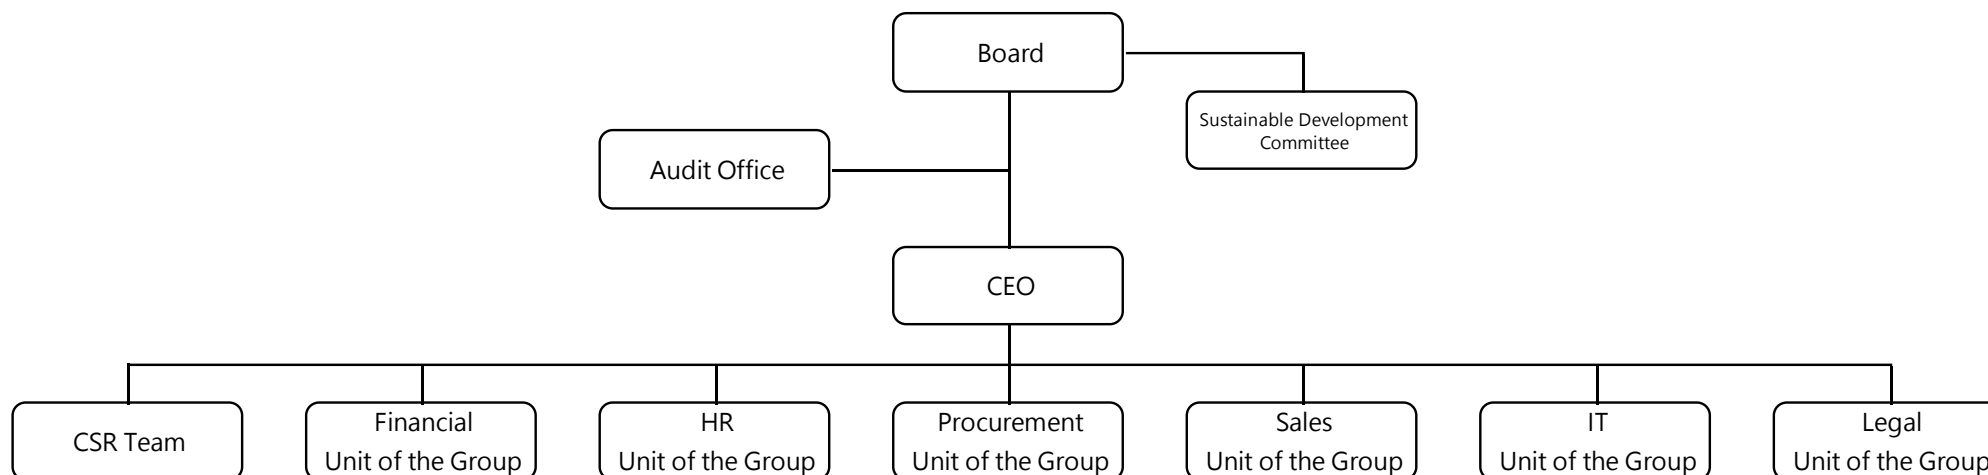 Board
Sustainable Development
Committee
Audit Office
CEO
CSR Team
Financial
Unit of the Group
HR
Unit of the Group
Procurement
Unit of the Group
Sales
Unit of the Group
IT
Unit of the Group
Legal
Unit of the Group